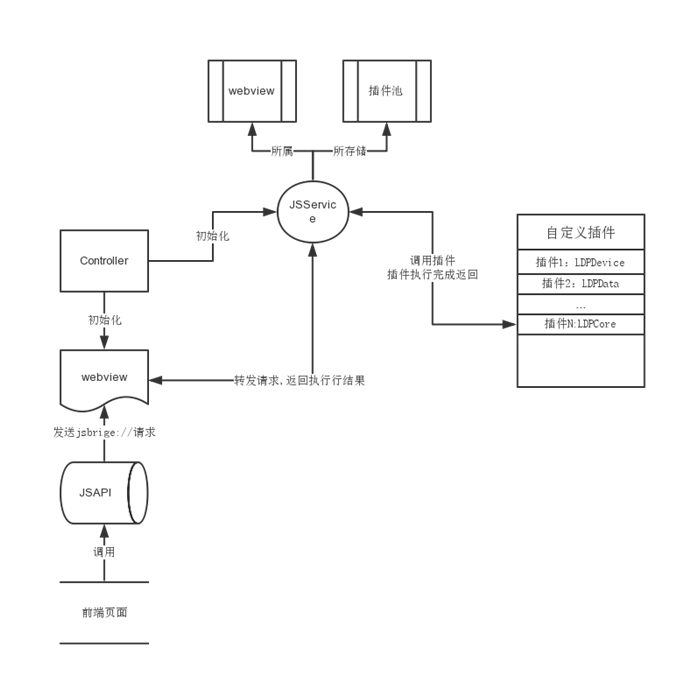 webview
插件池
所属
所存储
JSServic
e
初始化
Controller
调用插件
插件执行完成返回
自定义插件
插件1：LDPDevice
插件2：LDPData
...
插件N:LDPCore
初始化
webview
转发请求,返回执行行结果
发送jsbrige://请求
JSAPI
调用
前端页面